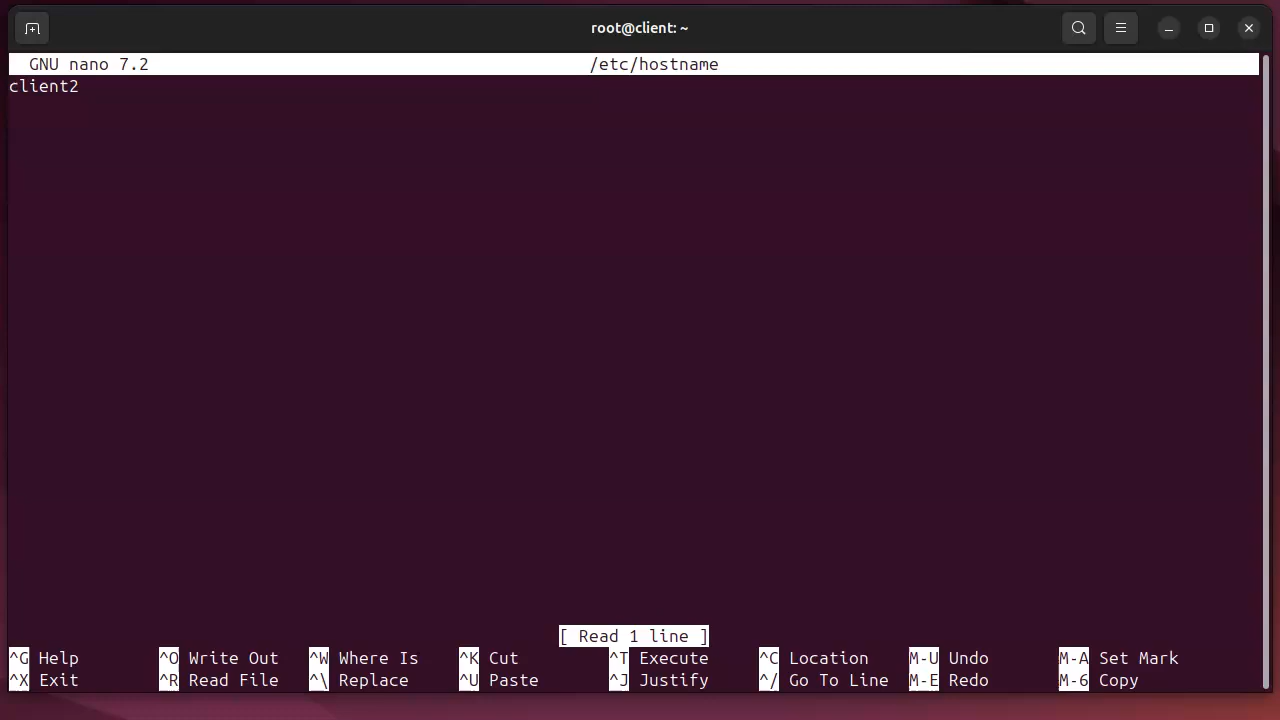 root@client: ~
GNU nano 7.2 /etc/hostname
client2
[ Read 1 line ]
^G Help ^O Write Out ^W Where Is ^K Cut ^T Execute ^C Location M-U Undo M-A Set Mark
^X Exit ^R Read File ^\ Replace ^U Paste ^J Justify ^/ Go To Line M-E Redo M-6 Copy